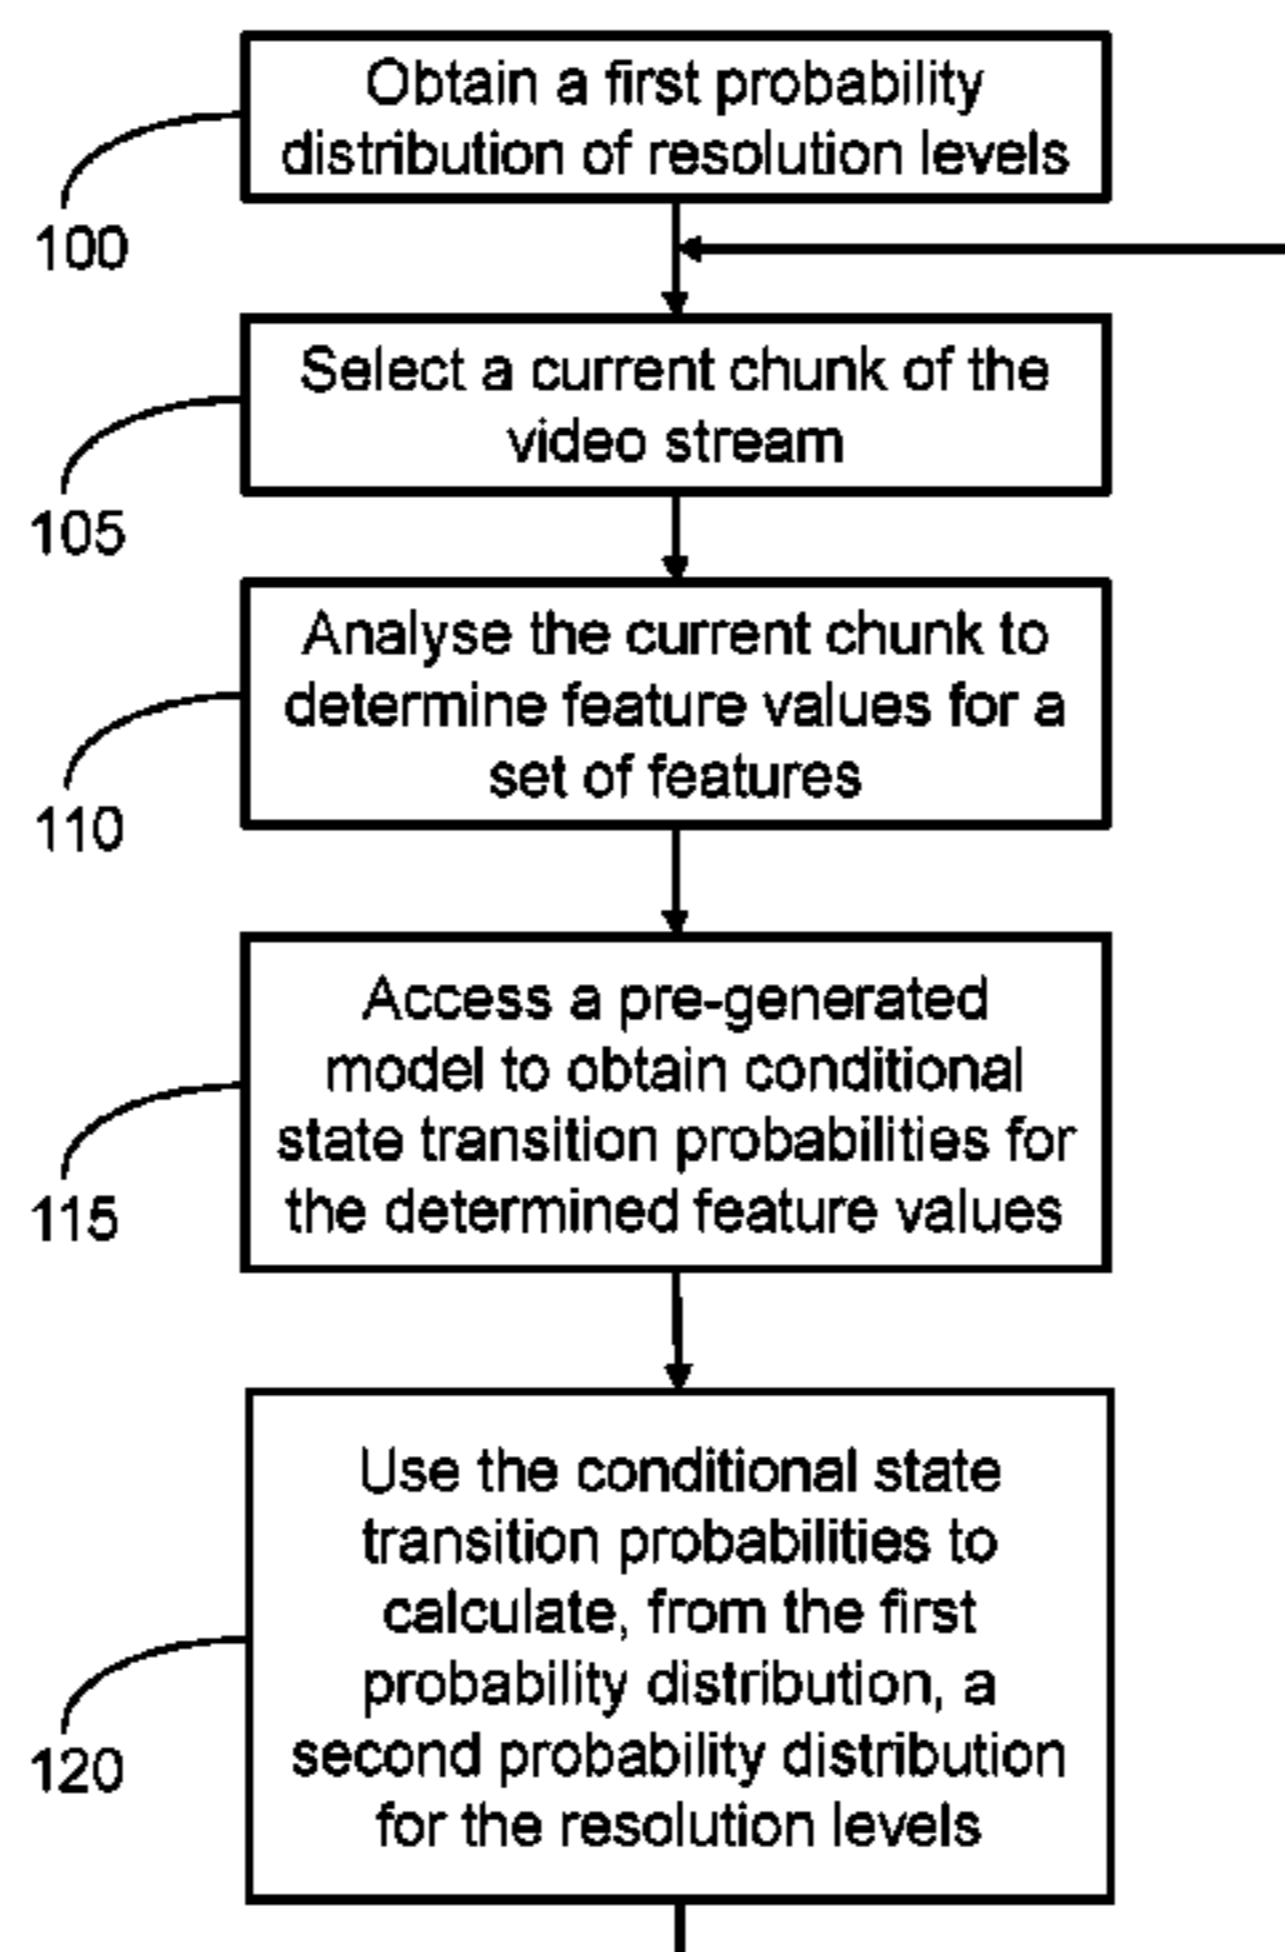 Obtain a first probability
distribution of resolution levels
100
Select a current chunk of the
video stream
105
Analyse the current chunk to
determine feature values for a
set of features
110
Access a pre-generated
model to obtain conditional
state transition probabilities for
the determined feature values
115
Use the conditional state
transition probabilities to
calculate, from the first
probability distribution, a
second probability distribution
for the resolution levels
120